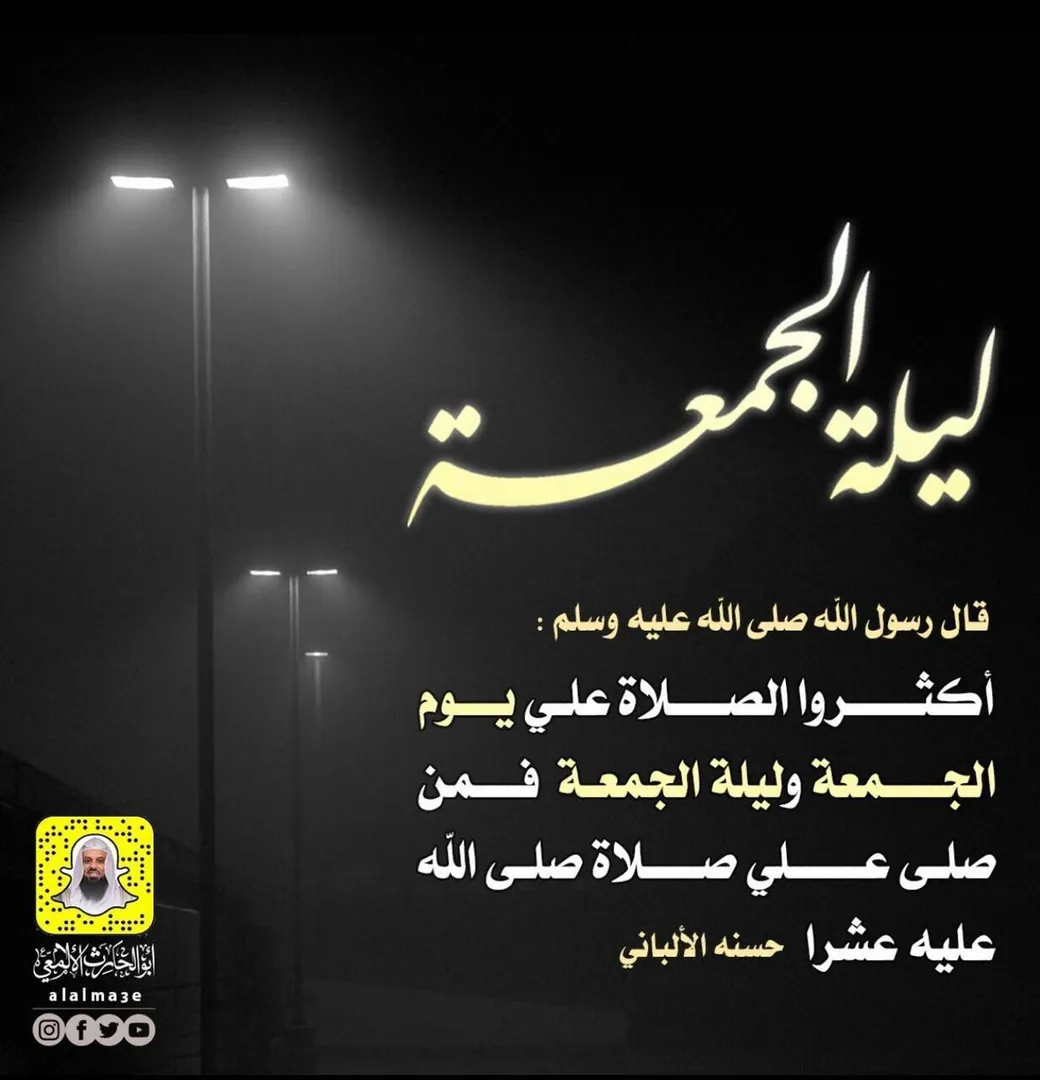 ليلة الجمعة
قال رسول الله صلى الله عليه وسلم :
أكثروا الصلاة علي يوم
الجمعة وليلة الجمعة فمن
صلى علي صلاة صلى الله
عليه عشرا حسنه الألباني
أبو الحارث الألمعي
alalma3e